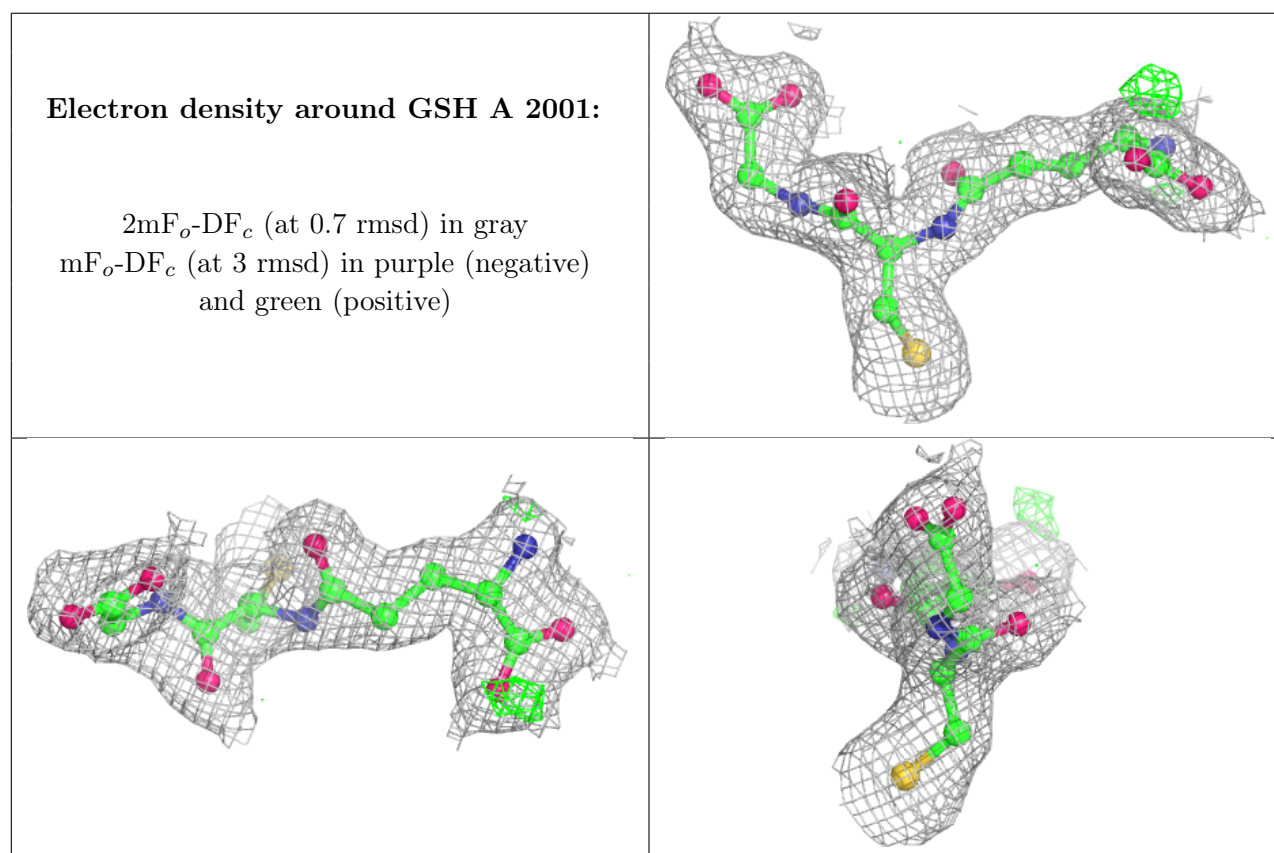 Electron density around GSH A 2001:
2mFo-DFc (at 0.7 rmsd) in gray
mFo-DFc (at 3 rmsd) in purple (negative)
and green (positive)